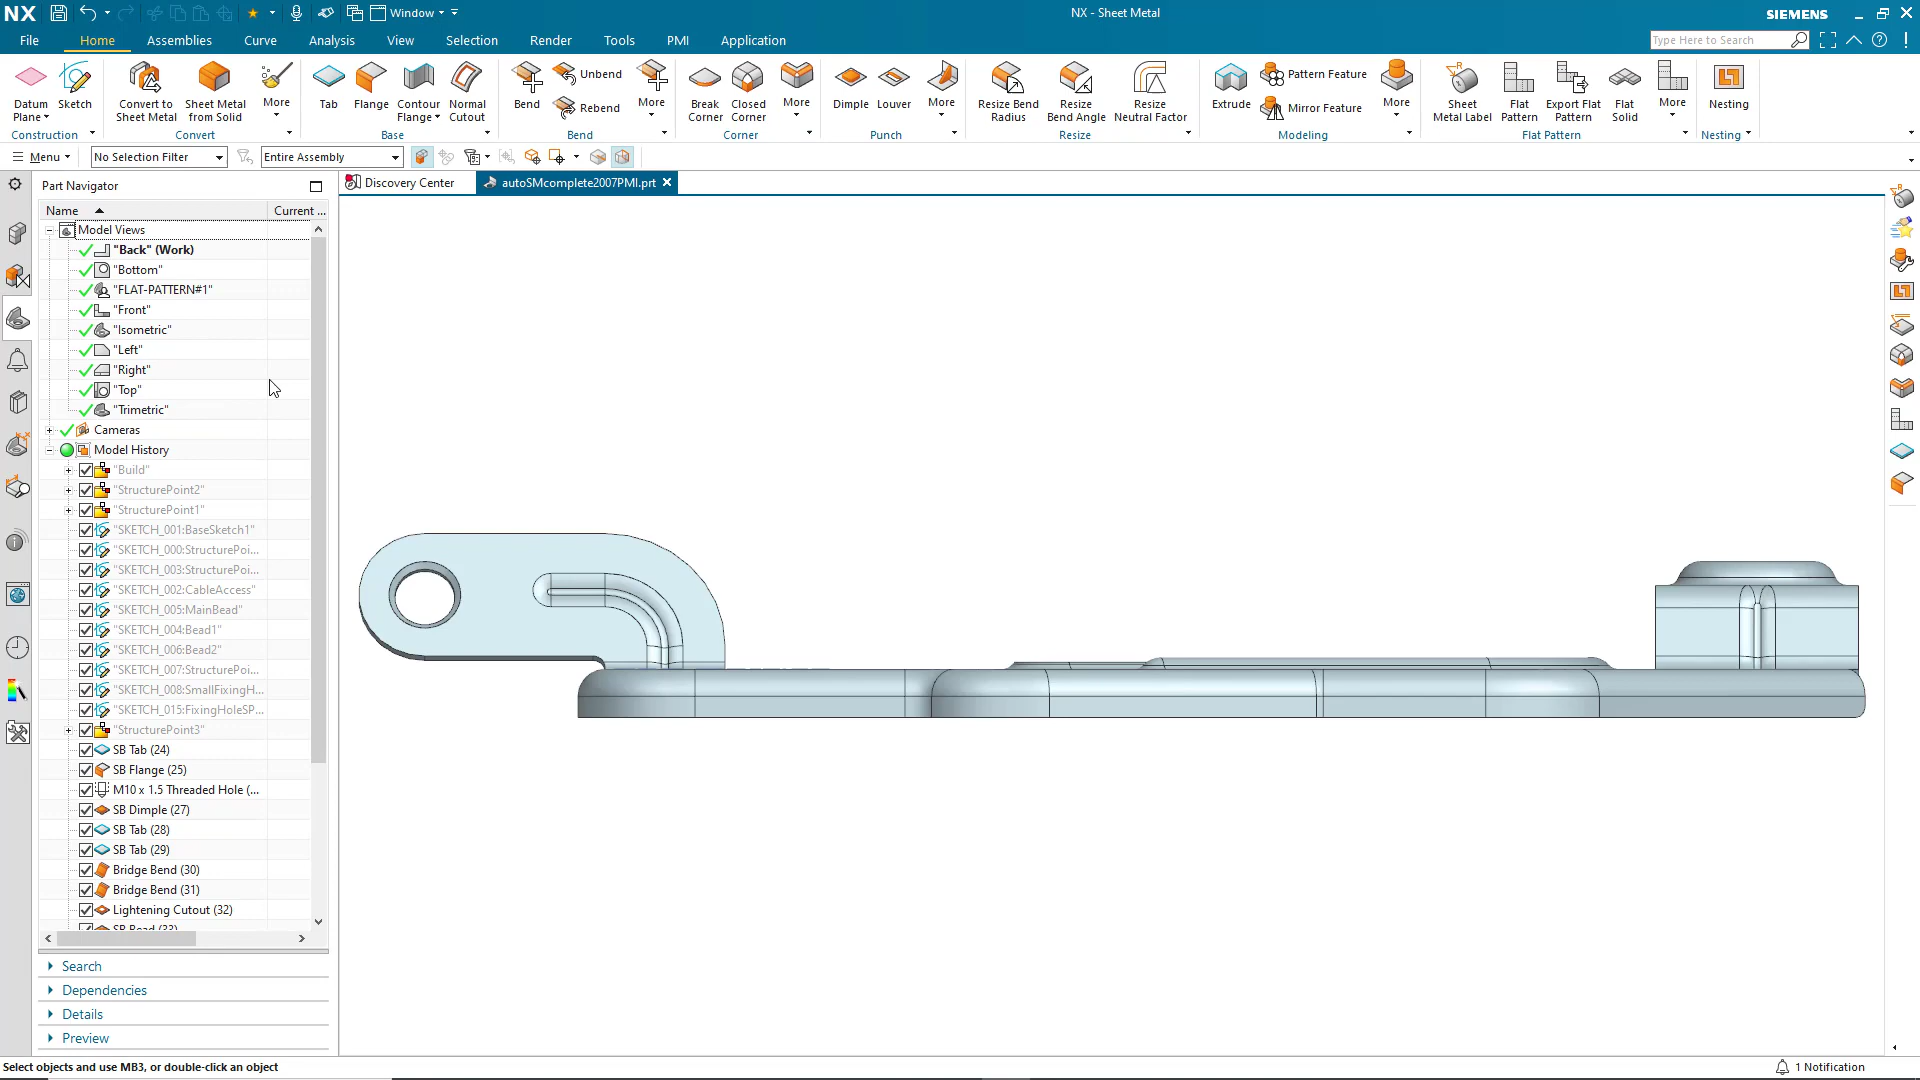 NX
Window
NX - Sheet Metal
SIEMENS
File
Home
Assemblies
Curve
Analysis
View
Selection
Render
Tools
PMI
Application
Type Here to Search
Datum Plane
Sketch
Convert to Sheet Metal
Sheet Metal from Solid
More
Tab
Flange
Contour Flange
Normal Cutout
Bend
Unbend
Rebend
More
Break Corner
Closed Corner
More
Dimple
Louver
More
Resize Bend Radius
Resize Bend Angle
Resize Neutral Factor
Extrude
Pattern Feature
Mirror Feature
More
Sheet Metal Label
Flat Pattern
Export Flat Pattern
Flat Solid
More
Nesting
Construction
Convert
Base
Bend
Corner
Punch
Resize
Modeling
Flat Pattern
Nesting
Menu
No Selection Filter
Entire Assembly
Part Navigator
Discovery Center
autoSMcomplete2007PMI.prt
Name
Current ...
Model Views
"Back" (Work)
"Bottom"
"FLAT-PATTERN#1"
"Front"
"Isometric"
"Left"
"Right"
"Top"
"Trimetric"
Cameras
Model History
"Build"
"StructurePoint2"
"StructurePoint1"
"SKETCH_001:BaseSketch1"
"SKETCH_000:StructurePoi...
"SKETCH_003:StructurePoi...
"SKETCH_002:CableAccess"
"SKETCH_005:MainBead"
"SKETCH_004:Bead1"
"SKETCH_006:Bead2"
"SKETCH_007:StructurePoi...
"SKETCH_008:SmallFixingH...
"SKETCH_015:FixingHoleSP...
"StructurePoint3"
SB Tab (24)
SB Flange (25)
M10 x 1.5 Threaded Hole (...
SB Dimple (27)
SB Tab (28)
SB Tab (29)
Bridge Bend (30)
Bridge Bend (31)
Lightening Cutout (32)
SB Bead (33)
Search
Dependencies
Details
Preview
Select objects and use MB3, or double-click an object
1 Notification